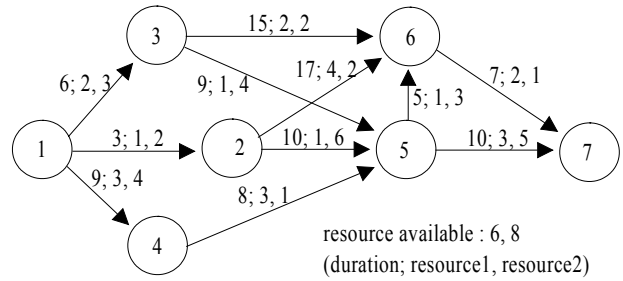 15; 2, 2
3
6
17; 4, 2
6; 2, 3
9; 1, 4
7; 2, 1
5; 1, 3
3; 1, 2
10; 1, 6
10; 3, 5
1
2
5
7
9; 3, 4
8; 3, 1
4
resource available : 6, 8
(duration; resource1, resource2)